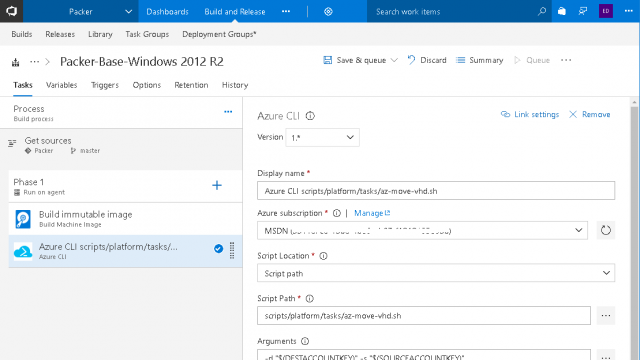 Packer
Dashboards
Build and Release
Search work items
ED
Builds
Releases
Library
Task Groups
Deployment Groups*
Packer-Base-Windows 2012 R2
Save & queue
Discard
Summary
Queue
Tasks
Variables
Triggers
Options
Retention
History
Process
Build process
Get sources
Packer
master
Phase 1
Run on agent
Build immutable image
Build Machine Image
Azure CLI scripts/platform/tasks/...
Azure CLI
Azure CLI
Link settings
Remove
Version 1.*
Display name *
Azure CLI scripts/platform/tasks/az-move-vhd.sh
Azure subscription * | Manage
MSDN
Script Location *
Script path
Script Path *
scripts/platform/tasks/az-move-vhd.sh
Arguments
-d "$(DESTACCOUNTKEY)" -s "$(SOURCEACCOUNTKEY)"